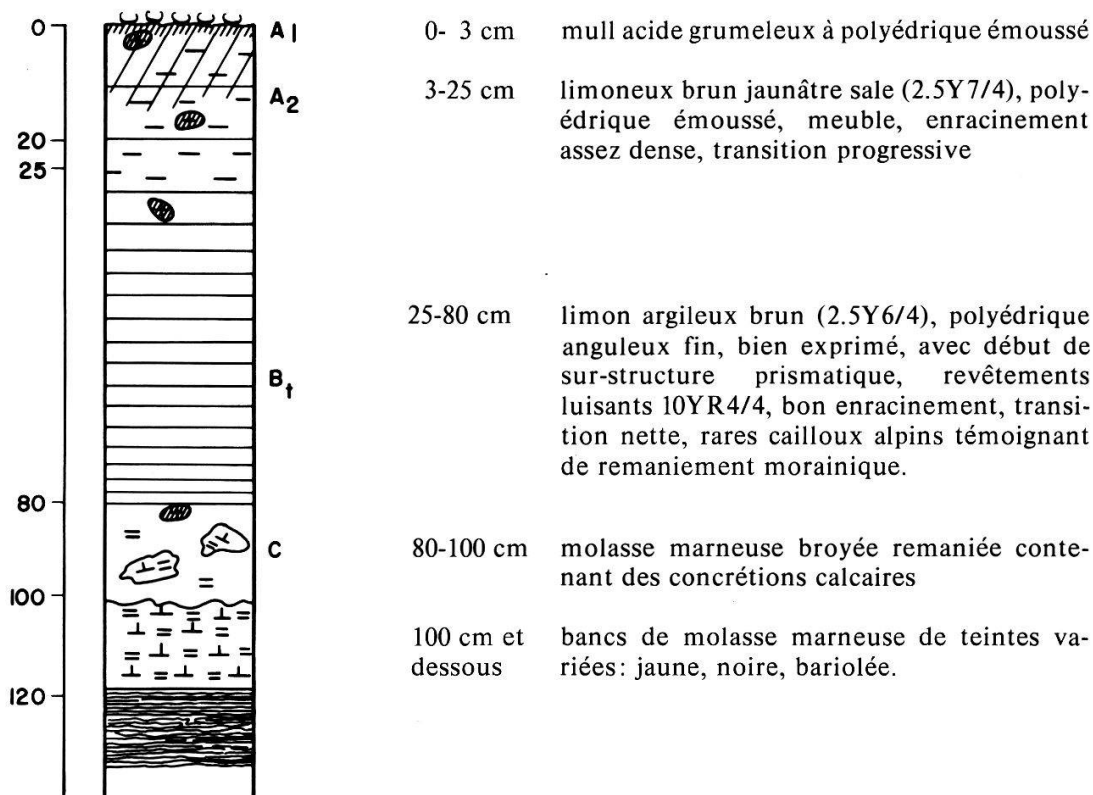 0
A1
0- 3 cm mull acide grumeleux à polyédrique émoussé
A2
3-25 cm limoneux brun jaunâtre sale (2.5Y7/4), poly-
édrique émoussé, meuble, enracinement
20
assez dense, transition progressive
25
25-80 cm limon argileux brun (2.5Y6/4), polyédrique
anguleux fin, bien exprimé, avec début de
Bt
sur-structure prismatique, revêtements
luisants 10YR4/4, bon enracinement, transi-
tion nette, rares cailloux alpins témoignant
de remaniement morainique.
80
C
80-100 cm molasse marneuse broyée remaniée conte-
nant des concrétions calcaires
100
100 cm et bancs de molasse marneuse de teintes va-
dessous riées: jaune, noire, bariolée.
120